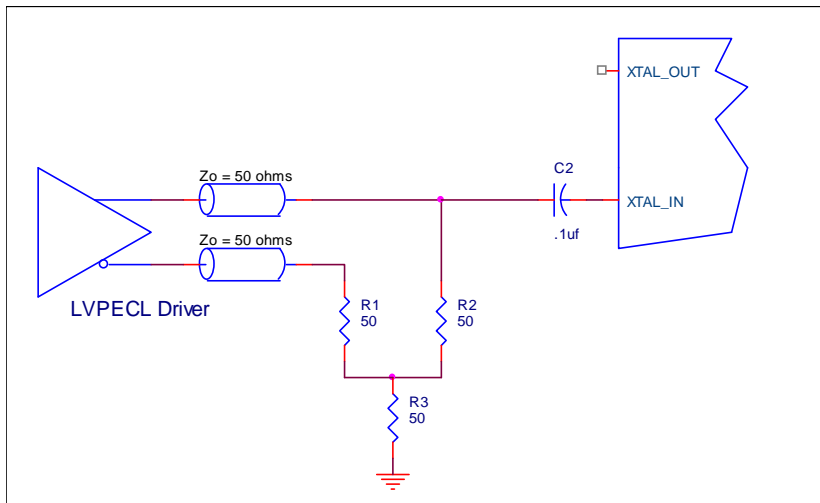 XTAL_OUT
C2
Zo = 50 ohms
XTAL_IN
.1uf
Zo = 50 ohms
LVPECL Driver
R1
50
R2
50
R3
50